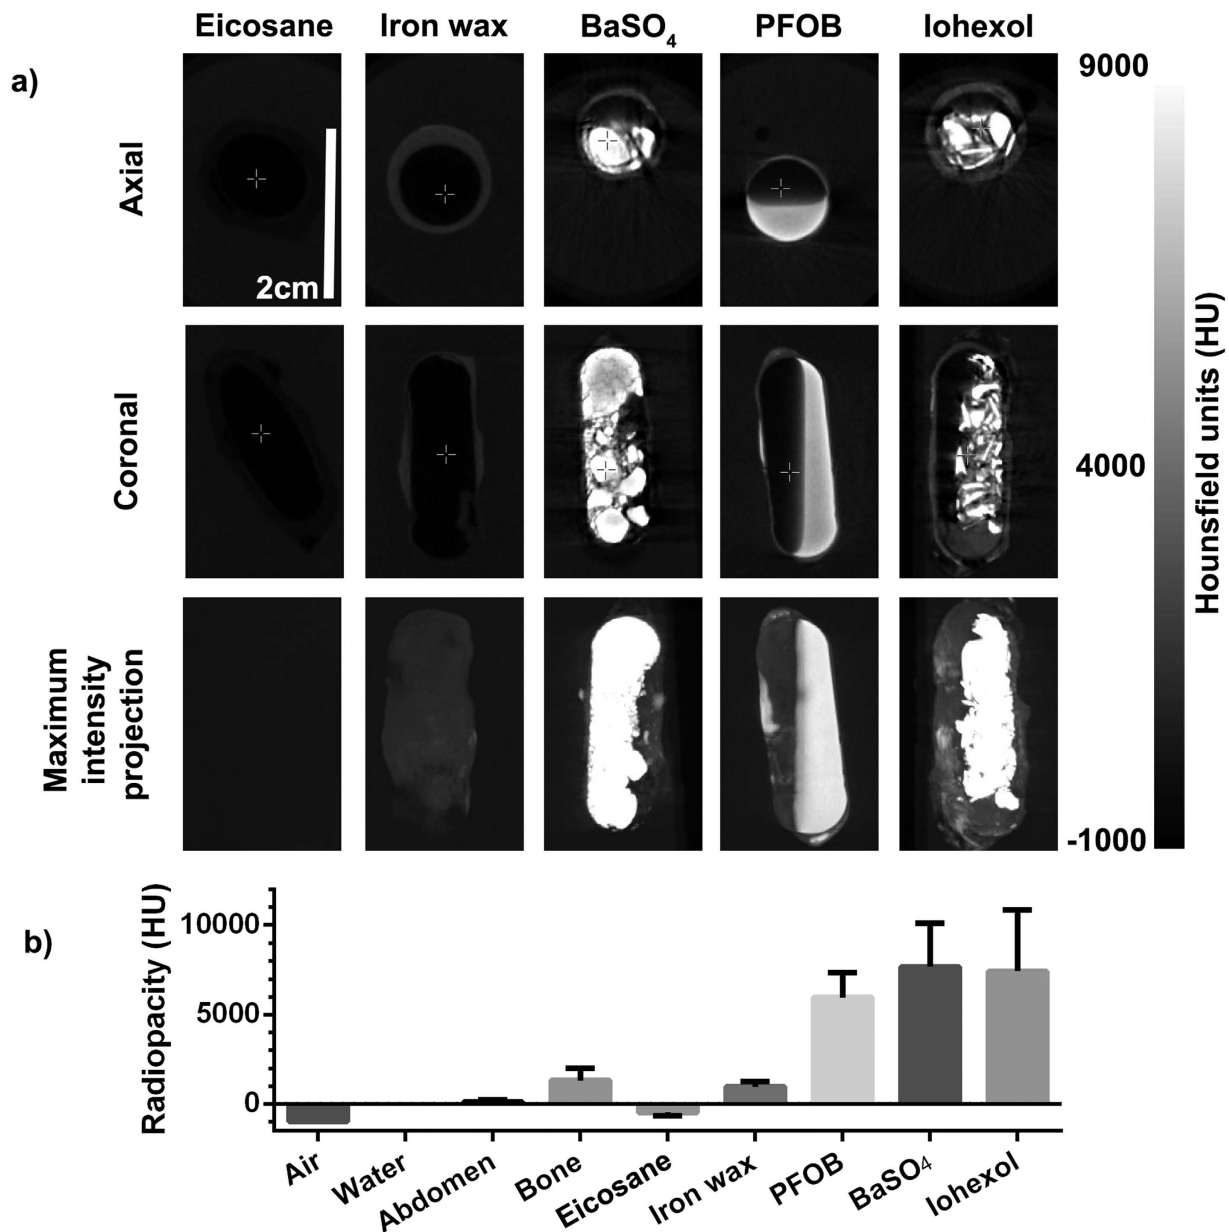 Eicosane Iron wax BaSO₄ PFOB Iohexol
a)
9000
Axial
2cm
Coronal
4000
Hounsfield units (HU)
Maximum
intensity
projection
-1000
b)
Radiopacity (HU)
10000
5000
0
Air Water Abdomen Bone Eicosane Iron wax PFOB BaSO₄ Iohexol